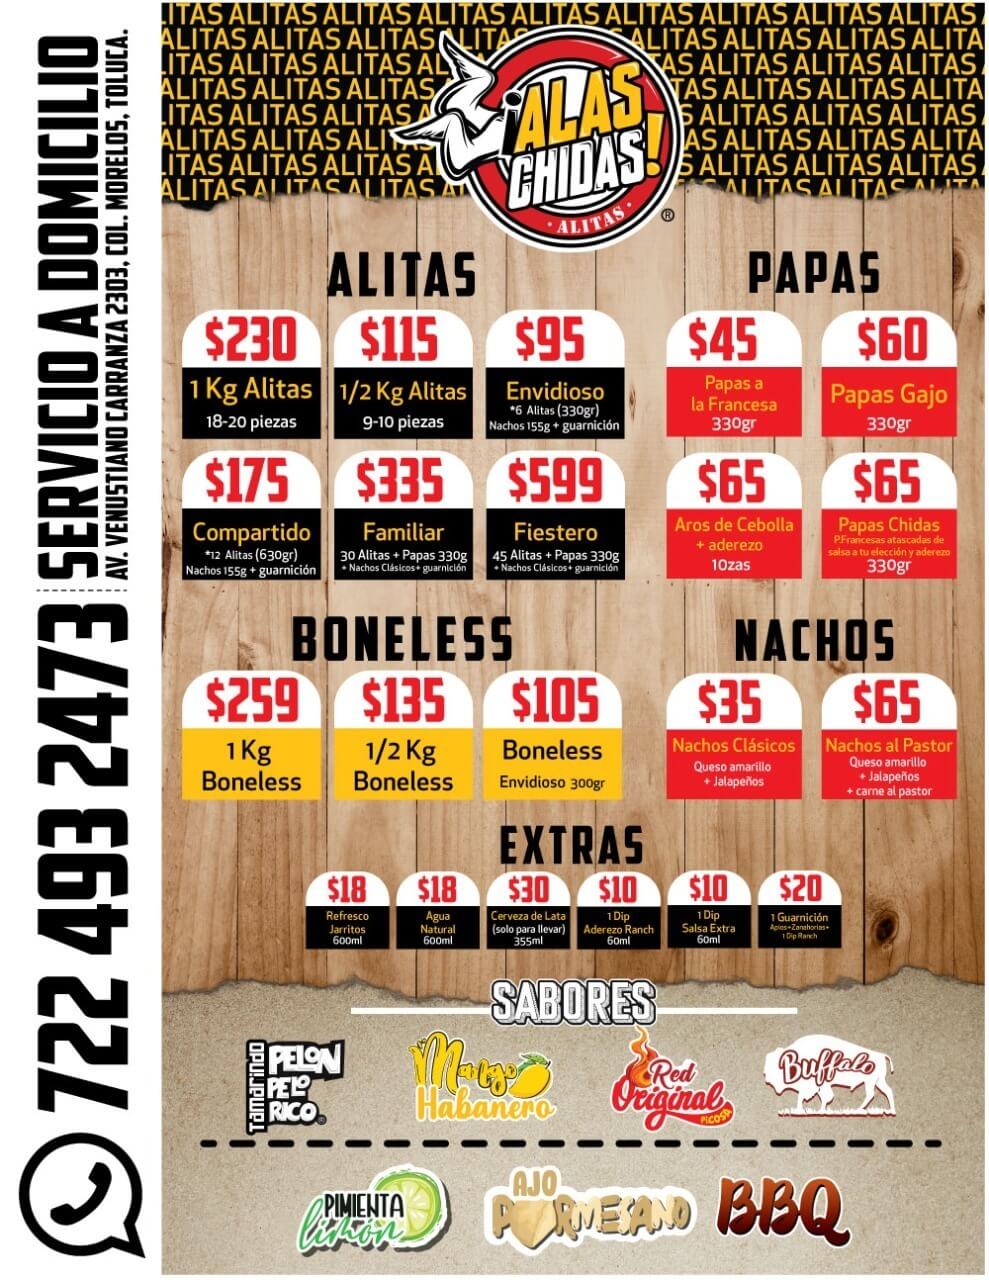 SERVICIO A DOMICILIO
AV. VENUSTIANO CARRANZA 2303, COL. MORELOS, TOLUCA.
722 493 2473
ALITAS ALITAS ALITAS ALITAS ALITAS ALITAS
¡ALAS
CHIDAS!
• ALITAS •
®
ALITAS
$230
1 Kg Alitas
18-20 piezas
$115
1/2 Kg Alitas
9-10 piezas
$95
Envidioso
*6 Alitas (330gr)
Nachos 155g + guarnición
$175
Compartido
*12 Alitas (630gr)
Nachos 155g + guarnición
$335
Familiar
30 Alitas + Papas 330g
+ Nachos Clásicos+ guarnición
$599
Fiestero
45 Alitas + Papas 330g
+ Nachos Clásicos+ guarnición
PAPAS
$45
Papas a
la Francesa
330gr
$60
Papas Gajo
330gr
$65
Aros de Cebolla
+ aderezo
10zas
$65
Papas Chidas
P.Francesas atascadas de
salsa a tu elección y aderezo
330gr
BONELESS
$259
1 Kg
Boneless
$135
1/2 Kg
Boneless
$105
Boneless
Envidioso 300gr
NACHOS
$35
Nachos Clásicos
Queso amarillo
+ Jalapeños
$65
Nachos al Pastor
Queso amarillo
+ Jalapeños
+ carne al pastor
EXTRAS
$18
Refresco
Jarritos
600ml
$18
Agua
Natural
600ml
$30
Cerveza de Lata
(solo para llevar)
355ml
$10
1 Dip
Aderezo Ranch
60ml
$10
1 Dip
Salsa Extra
60ml
$20
1 Guarnición
Apios+Zanahorias+
1 Dip Ranch
SABORES
Tamarindo
PELON
PELO
RICO®
Mango
Habanero
Red
Original
PICOSA
Buffalo
PIMIENTA
limón
AJO
PARMESANO
BBQ